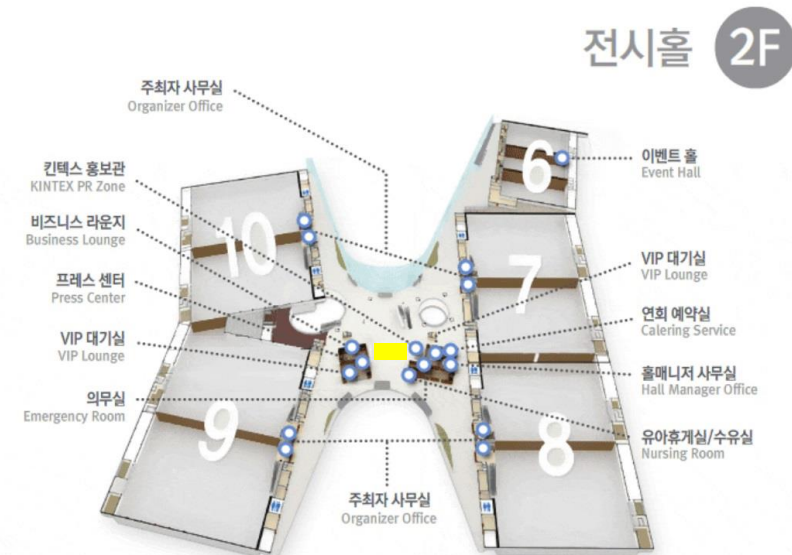 전시홀 2F
주최자 사무실
Organizer Office
킨텍스 홍보관
KINTEX PR Zone
비즈니스 라운지
Business Lounge
프레스 센터
Press Center
VIP 대기실
VIP Lounge
의무실
Emergency Room
10
9
6
7
8
이벤트 홀
Event Hall
VIP 대기실
VIP Lounge
연회 예약실
Calering Service
홀매니저 사무실
Hall Manager Office
유아휴게실/수유실
Nursing Room
주최자 사무실
Organizer Office